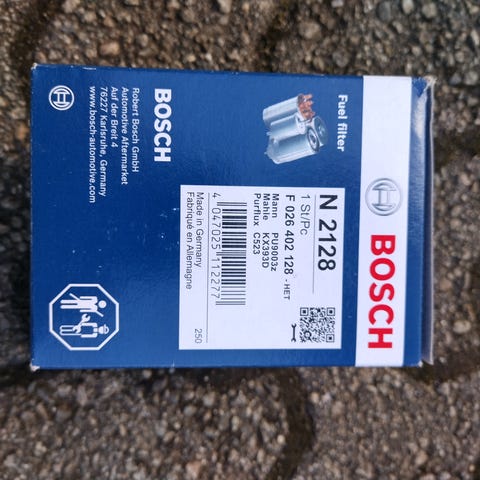 BOSCH
Fuel filter
N 2128
1 St/Pc
F 026 402 128 - HET
Mann PU9003z
Mahle KX393D
Purflux C523
4 047025 112277
Made in Germany
Fabriqué en Allemagne
250
BOSCH
Robert Bosch GmbH
Automotive Aftermarket
Auf der Breit 4
76227 Karlsruhe, Germany
www.bosch-automotive.com